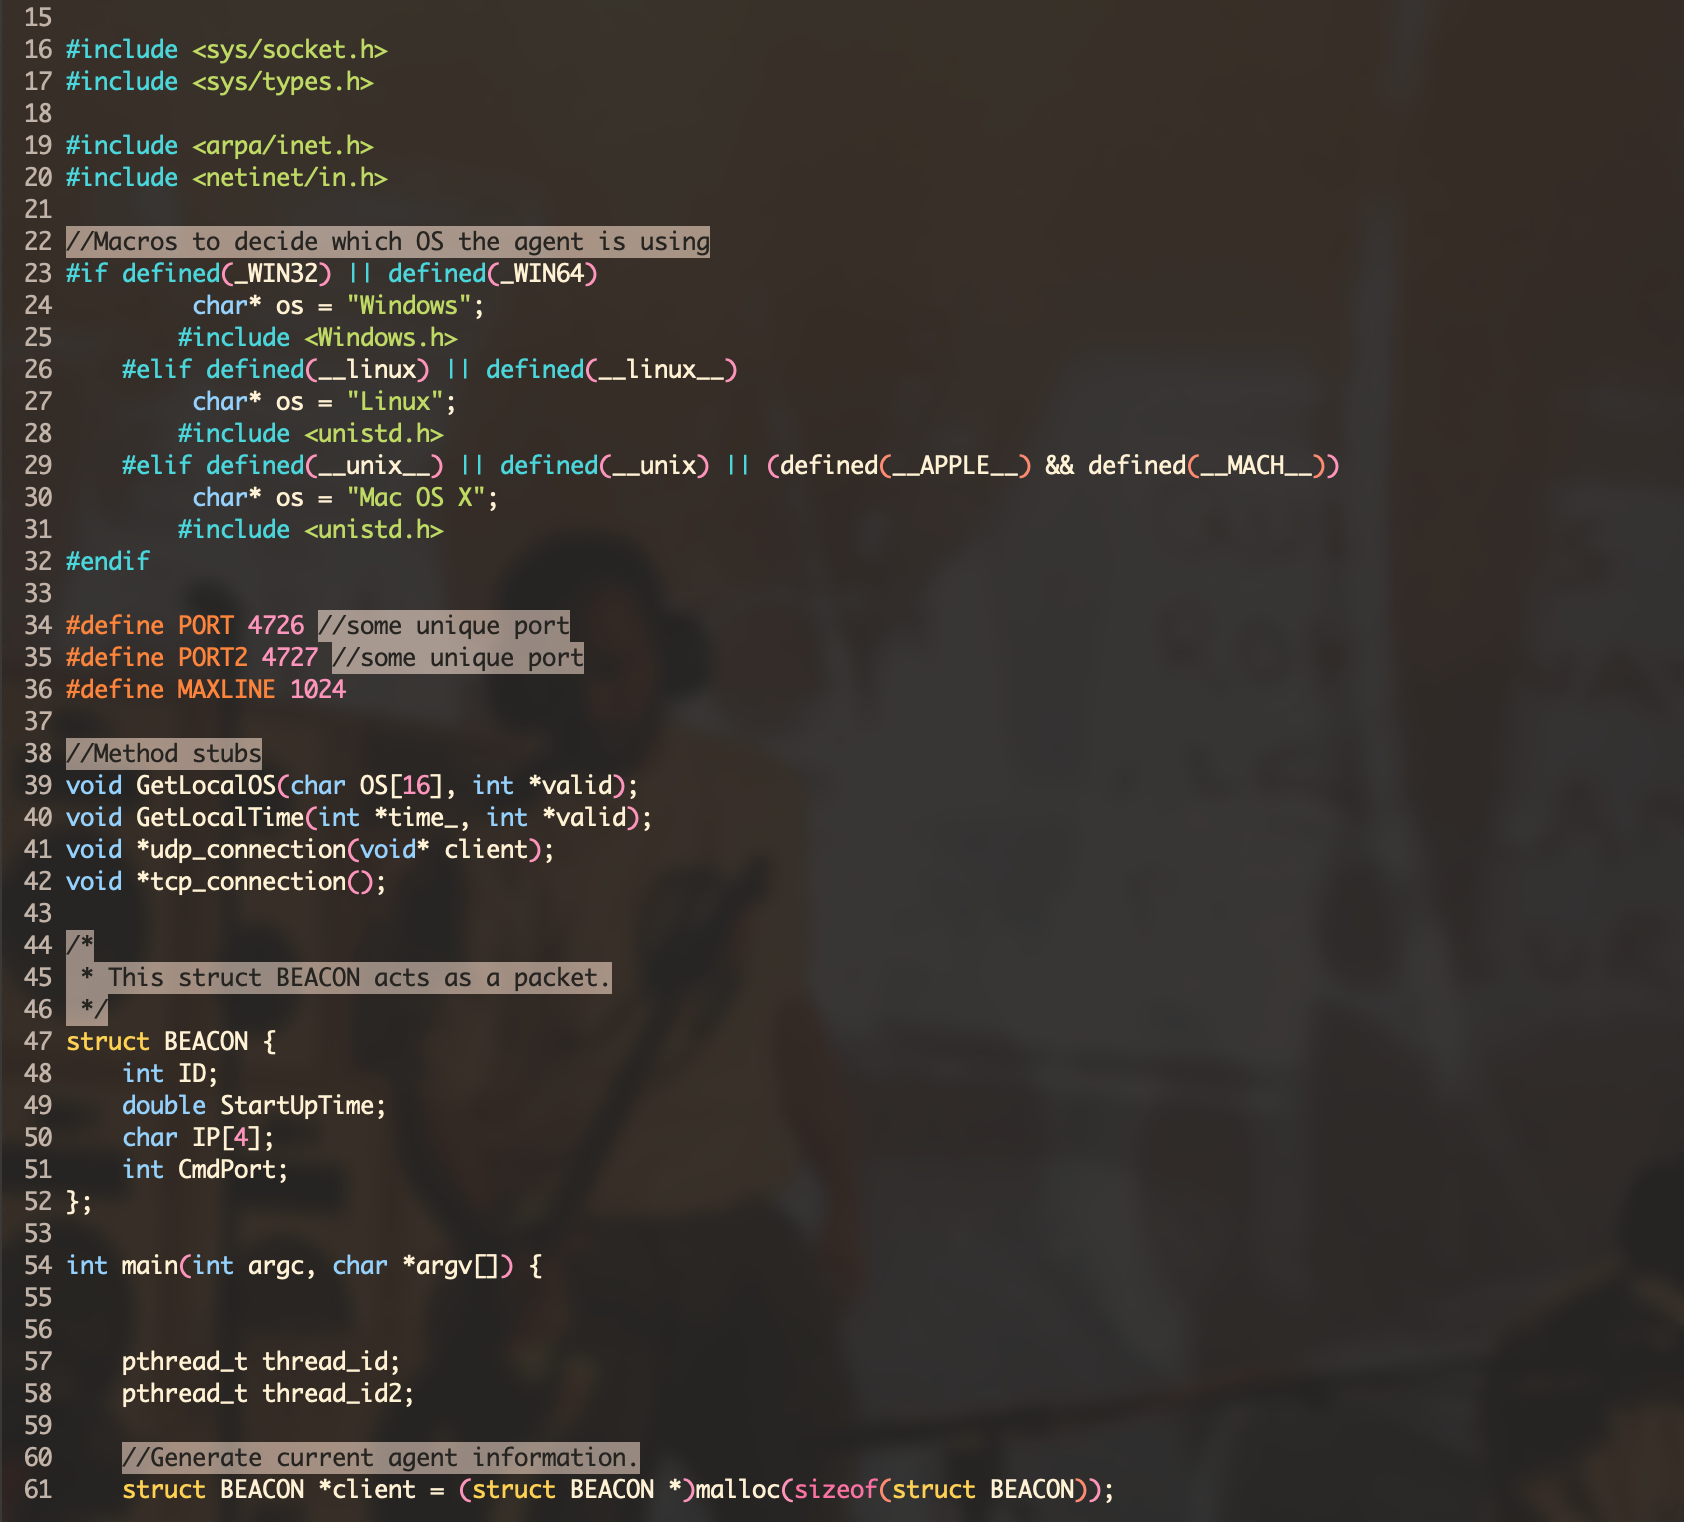 15
16 #include <sys/socket.h>
17 #include <sys/types.h>
18
19 #include <arpa/inet.h>
20 #include <netinet/in.h>
21
22 //Macros to decide which OS the agent is using
23 #if defined(_WIN32) || defined(_WIN64)
24          char* os = "Windows";
25         #include <Windows.h>
26     #elif defined(__linux) || defined(__linux__)
27          char* os = "Linux";
28         #include <unistd.h>
29     #elif defined(__unix__) || defined(__unix) || (defined(__APPLE__) && defined(__MACH__))
30          char* os = "Mac OS X";
31         #include <unistd.h>
32 #endif
33
34 #define PORT 4726 //some unique port
35 #define PORT2 4727 //some unique port
36 #define MAXLINE 1024
37
38 //Method stubs
39 void GetLocalOS(char OS[16], int *valid);
40 void GetLocalTime(int *time_, int *valid);
41 void *udp_connection(void* client);
42 void *tcp_connection();
43
44 /*
45  * This struct BEACON acts as a packet.
46  */
47 struct BEACON {
48     int ID;
49     double StartUpTime;
50     char IP[4];
51     int CmdPort;
52 };
53
54 int main(int argc, char *argv[]) {
55
56
57     pthread_t thread_id;
58     pthread_t thread_id2;
59
60     //Generate current agent information.
61     struct BEACON *client = (struct BEACON *)malloc(sizeof(struct BEACON));